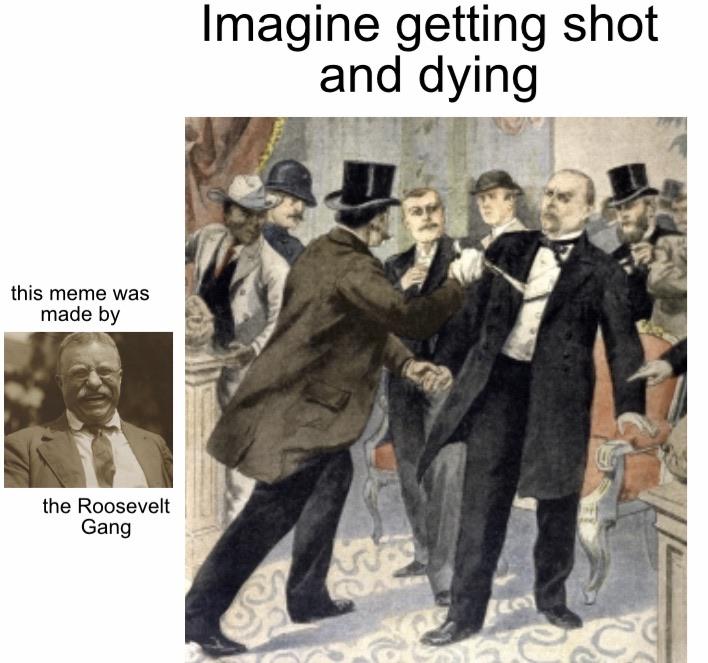 Imagine getting shot
and dying
this meme was
made by
the Roosevelt
Gang